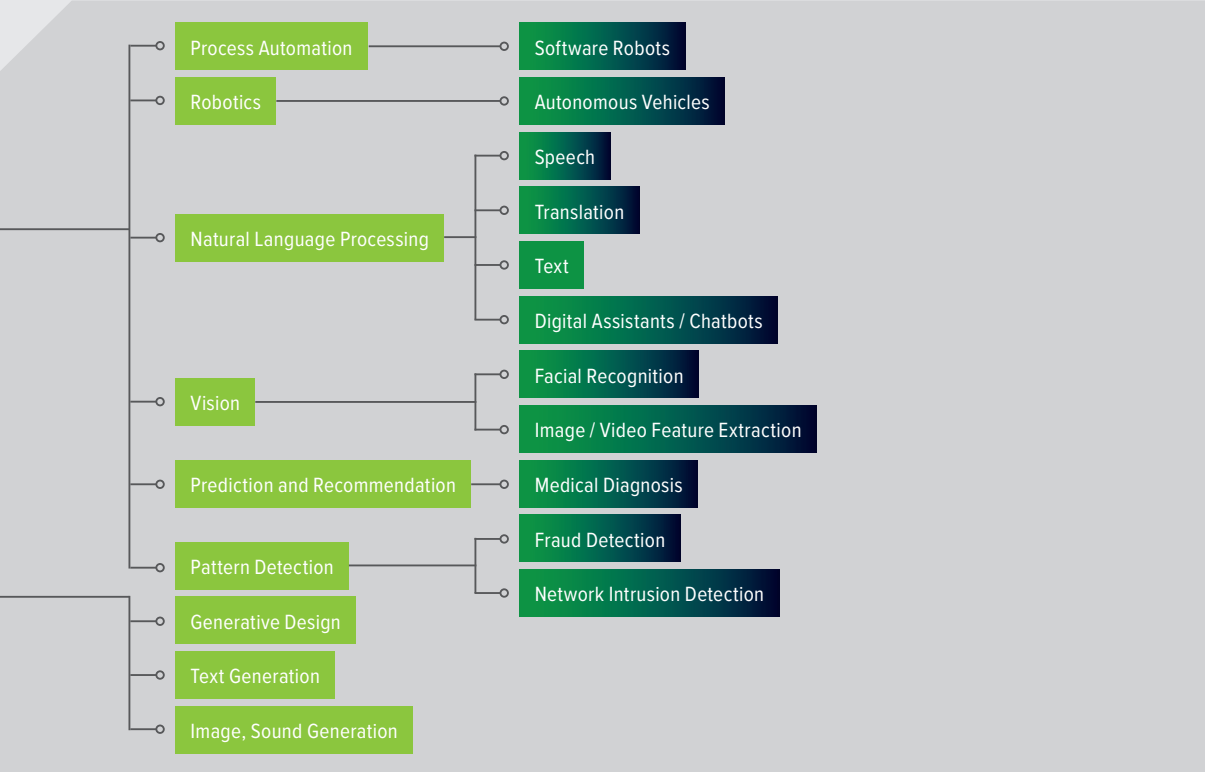 Process Automation
Software Robots
Robotics
Autonomous Vehicles
Speech
Translation
Natural Language Processing
Text
Digital Assistants / Chatbots
Facial Recognition
Vision
Image / Video Feature Extraction
Prediction and Recommendation
Medical Diagnosis
Fraud Detection
Pattern Detection
Network Intrusion Detection
Generative Design
Text Generation
Image, Sound Generation